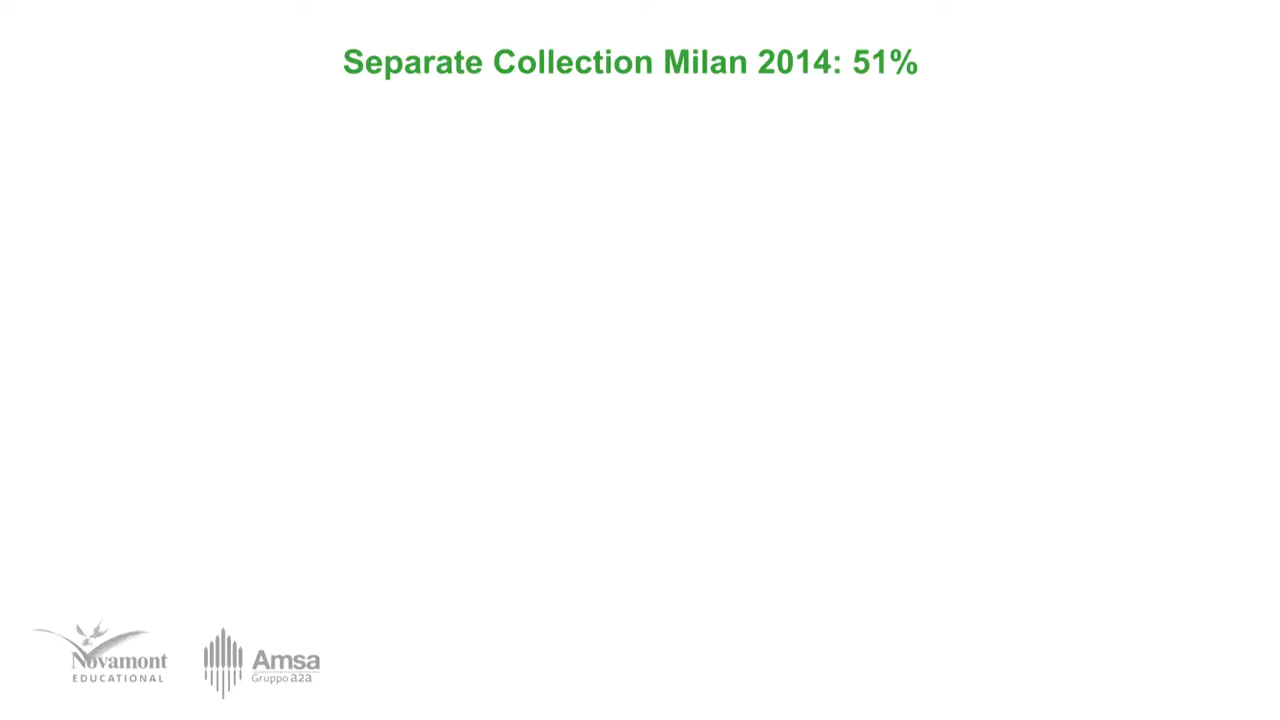 Separate Collection Milan 2014: 51%
Novamont
EDUCATIONAL
Amsa
Gruppo a2a